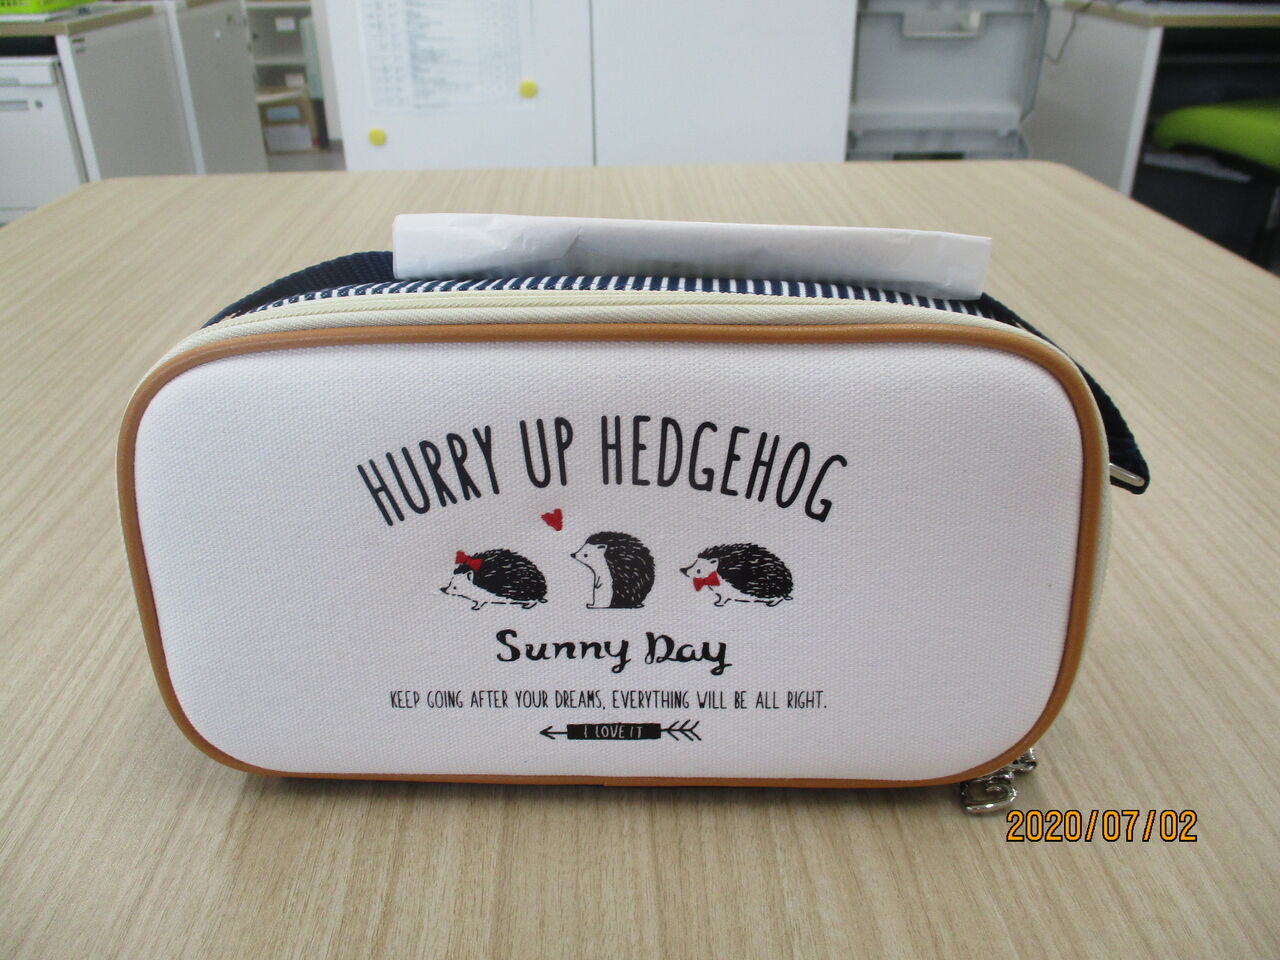 HURRY UP HEDGEHOG
Sunny Day
KEEP GOING AFTER YOUR DREAMS, EVERYTHING WILL BE ALL RIGHT.
I LOVE IT
2020/07/02